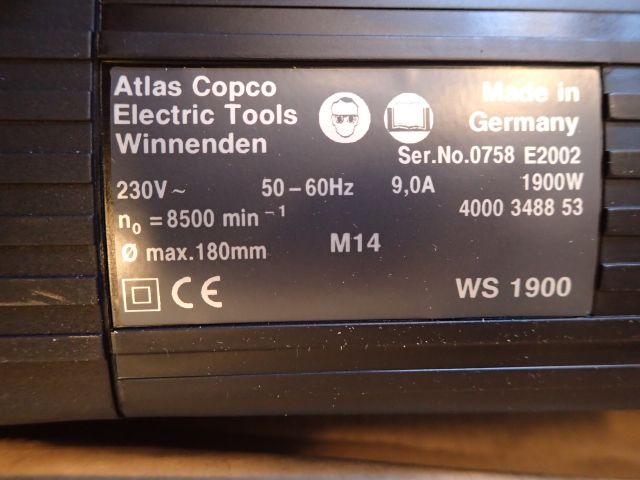 Atlas Copco
Electric Tools
Winnenden
Made in
Germany
Ser.No.0758 E2002
230V~ 50-60Hz 9,0A 1900W
n₀ = 8500 min⁻¹
4000 3488 53
Ø max.180mm M14
CE
WS 1900